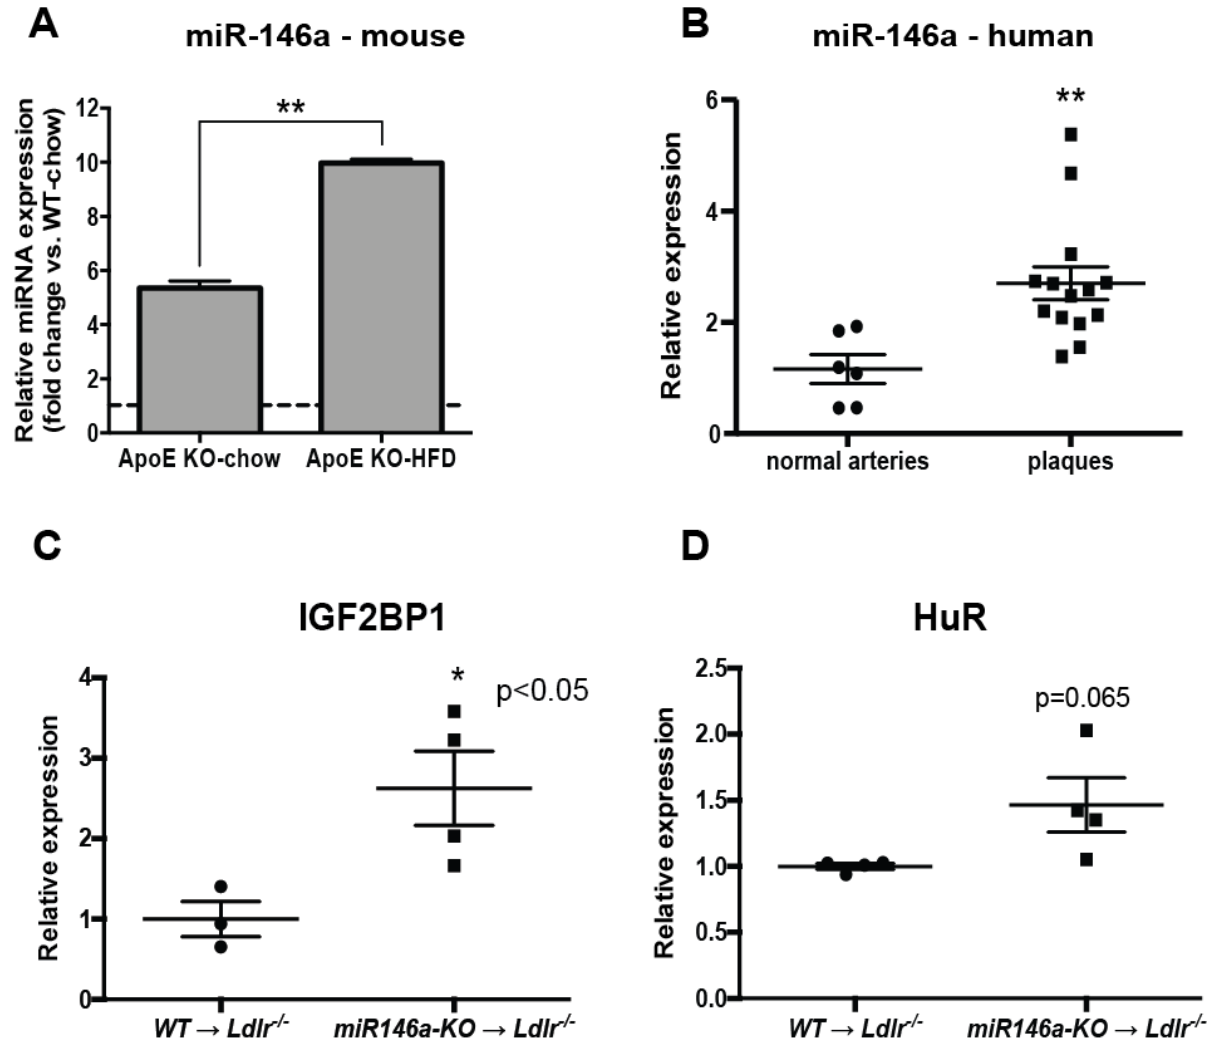 A
miR-146a - mouse
Relative miRNA expression
(fold change vs. WT-chow)
12
10
8
6
4
2
0
**
ApoE KO-chow
ApoE KO-HFD
B
miR-146a - human
Relative expression
6
4
2
0
**
normal arteries
plaques
C
IGF2BP1
Relative expression
4
3
2
1
0
*
p<0.05
WT → Ldlr-/-
miR146a-KO → Ldlr-/-
D
HuR
Relative expression
2.5
2.0
1.5
1.0
0.5
0.0
p=0.065
WT → Ldlr-/-
miR146a-KO → Ldlr-/-